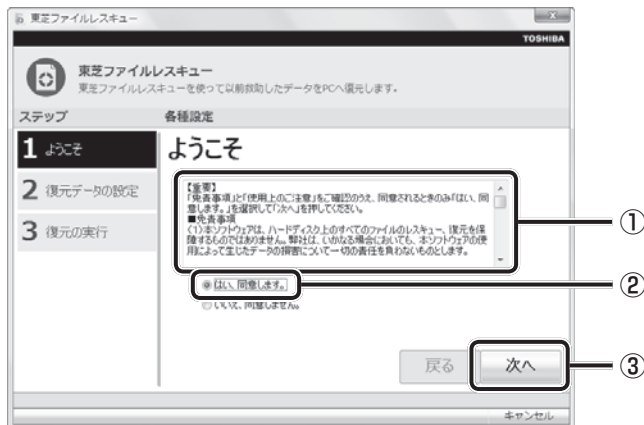 東芝ファイルレスキュー
TOSHIBA
東芝ファイルレスキュー
東芝ファイルレスキューを使って以前救助したデータをPCへ復元します。
ステップ
各種設定
1 ようこそ
2 復元データの設定
3 復元の実行
ようこそ
【重要】
「免責事項」と「使用上のご注意」をご確認のうえ、同意されるときのみ「はい、同
意します。」を選択して「次へ」を押してください。
■免責事項
(1)本ソフトウェアは、ハードディスク上のすべてのファイルのレスキュー、復元を保
障するものではありません。弊社は、いかなる場合においても、本ソフトウェアの使
用によって生じたデータの損害について一切の責任を負わないものとします。
①
はい、同意します。
②
いいえ、同意しません。
戻る
次へ
③
キャンセル